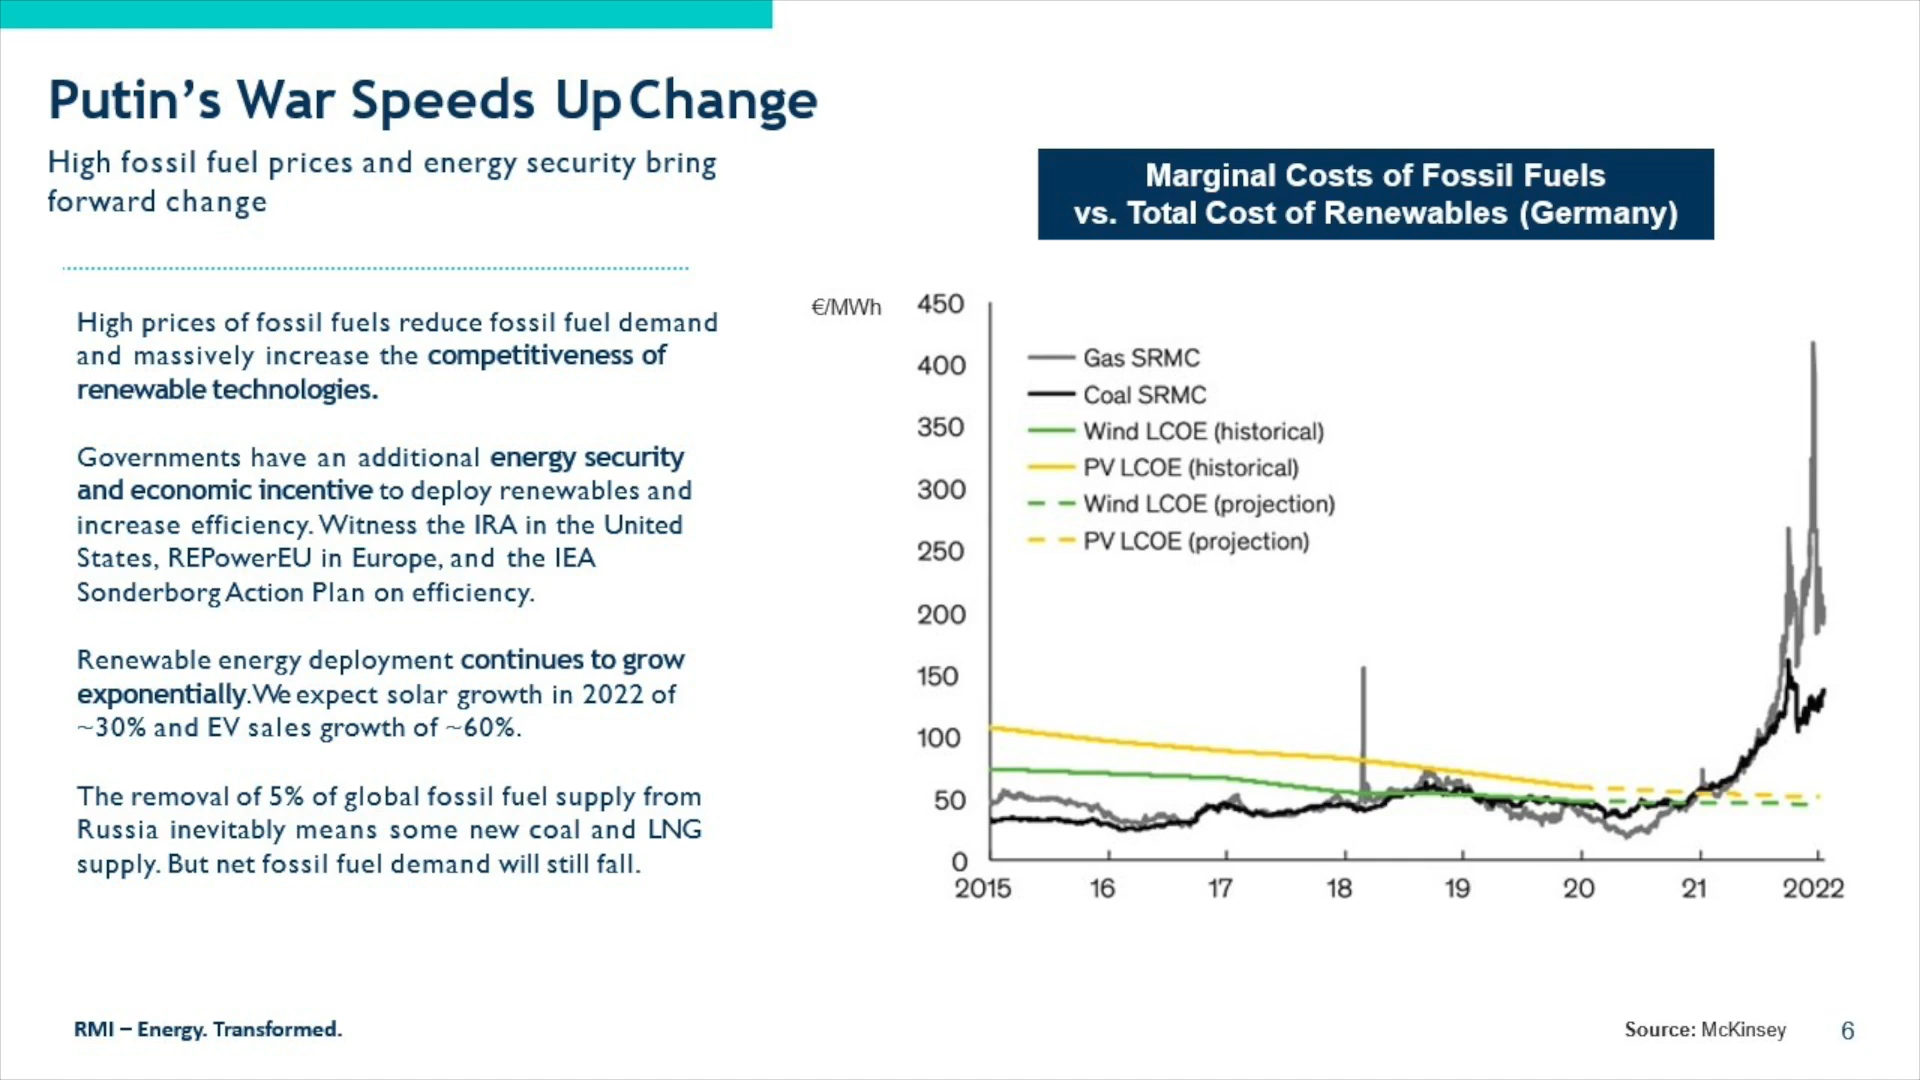 Putin’s War Speeds Up Change
High fossil fuel prices and energy security bring
forward change
High prices of fossil fuels reduce fossil fuel demand
and massively increase the competitiveness of
renewable technologies.
Governments have an additional energy security
and economic incentive to deploy renewables and
increase efficiency. Witness the IRA in the United
States, REPowerEU in Europe, and the IEA
Sonderborg Action Plan on efficiency.
Renewable energy deployment continues to grow
exponentially. We expect solar growth in 2022 of
~30% and EV sales growth of ~60%.
The removal of 5% of global fossil fuel supply from
Russia inevitably means some new coal and LNG
supply. But net fossil fuel demand will still fall.
Marginal Costs of Fossil Fuels
vs. Total Cost of Renewables (Germany)
€/MWh
450
400
350
300
250
200
150
100
50
0
Gas SRMC
Coal SRMC
Wind LCOE (historical)
PV LCOE (historical)
Wind LCOE (projection)
PV LCOE (projection)
2015 16 17 18 19 20 21 2022
RMI – Energy. Transformed.
Source: McKinsey
6